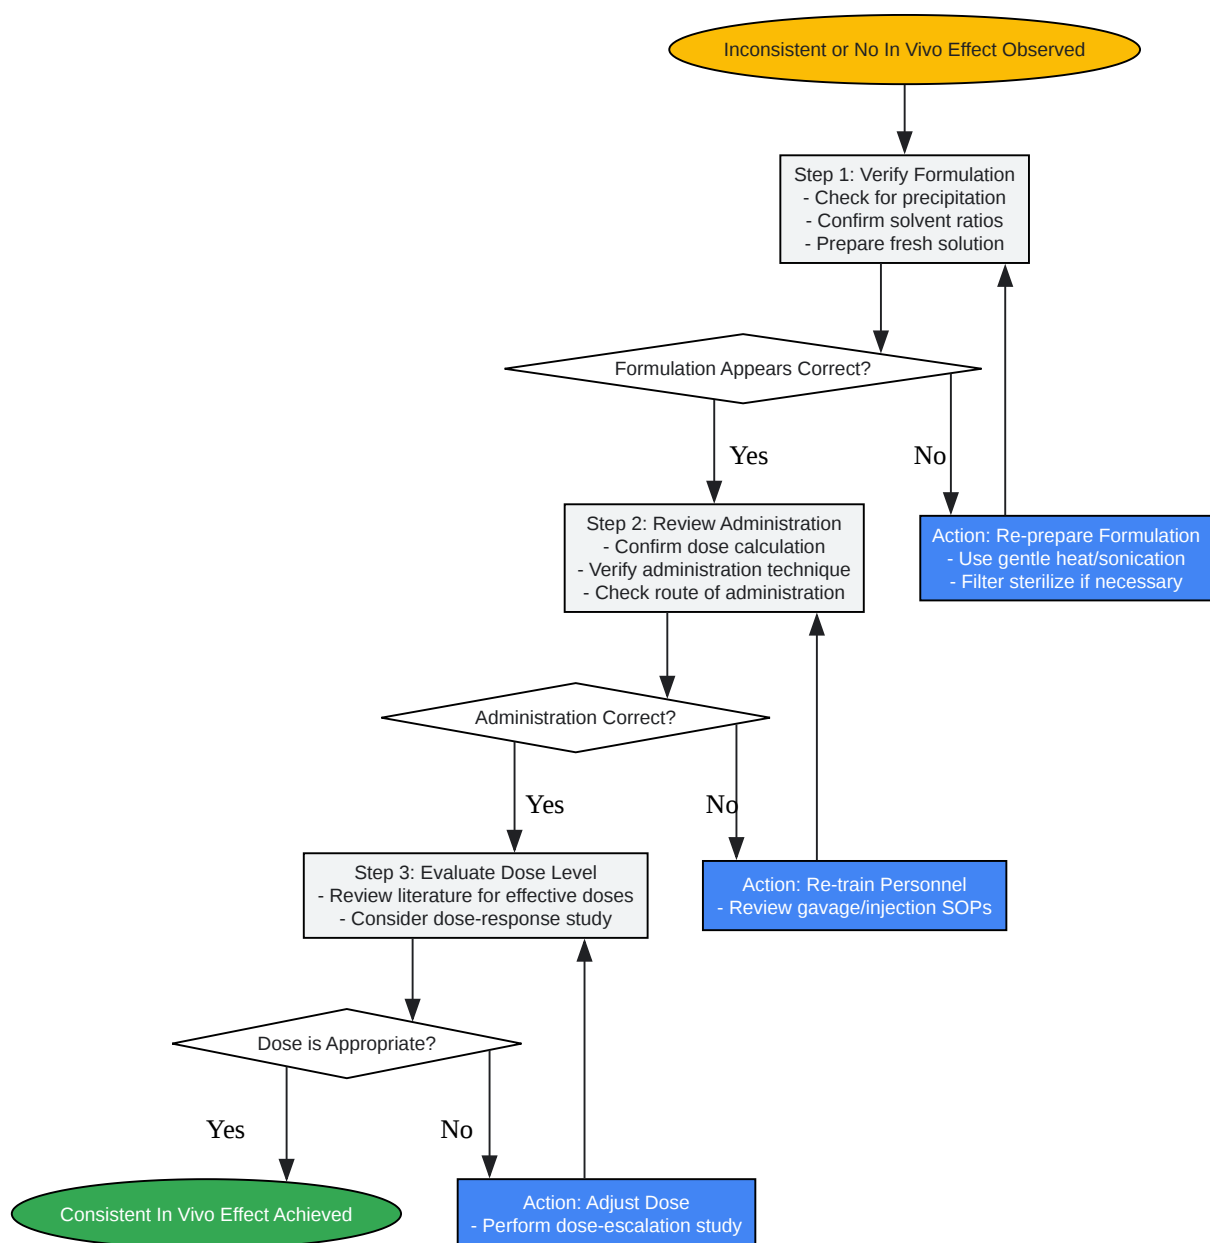 Inconsistent or No In Vivo Effect Observed
Step 1: Verify Formulation
- Check for precipitation
- Confirm solvent ratios
- Prepare fresh solution
Formulation Appears Correct?
Yes
No
Step 2: Review Administration
- Confirm dose calculation
- Verify administration technique
- Check route of administration
Action: Re-prepare Formulation
- Use gentle heat/sonication
- Filter sterilize if necessary
Administration Correct?
Yes
No
Step 3: Evaluate Dose Level
- Review literature for effective doses
- Consider dose-response study
Action: Re-train Personnel
- Review gavage/injection SOPs
Dose is Appropriate?
Yes
No
Consistent In Vivo Effect Achieved
Action: Adjust Dose
- Perform dose-escalation study